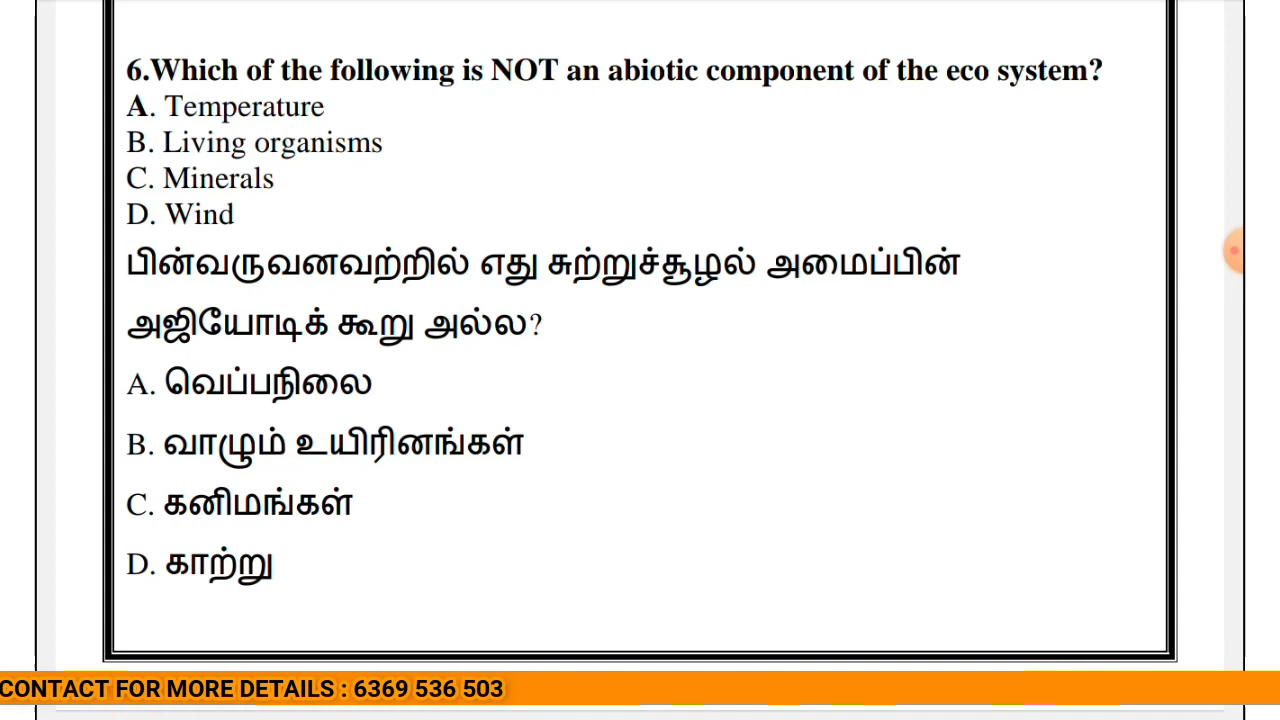 6.Which of the following is NOT an abiotic component of the eco system?
A. Temperature
B. Living organisms
C. Minerals
D. Wind
பின்வருவனவற்றில் எது சுற்றுச்சூழல் அமைப்பின்
அஜியோடிக் கூறு அல்ல?
A. வெப்பநிலை
B. வாழும் உயிரினங்கள்
C. கனிமங்கள்
D. காற்று
CONTACT FOR MORE DETAILS : 6369 536 503